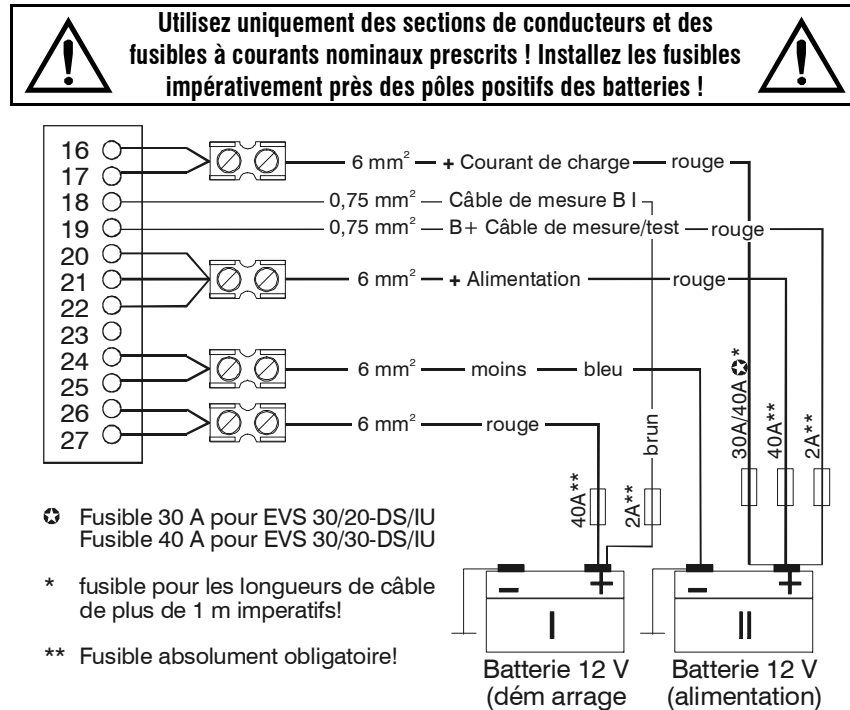 Utilisez uniquement des sections de conducteurs et des
fusibles à courants nominaux prescrits ! Installez les fusibles
impérativement près des pôles positifs des batteries !
16
17
6 mm² + Courant de charge rouge
18
0,75 mm² Câble de mesure B I
19
0,75 mm² B+ Câble de mesure/test rouge
20
21
22
6 mm² + Alimentation rouge
23
24
25
6 mm² moins bleu
26
27
6 mm² rouge
brun
30A/40A✪*
40A**
2A**
40A**
2A**
✪ Fusible 30 A pour EVS 30/20-DS/IU
Fusible 40 A pour EVS 30/30-DS/IU
* fusible pour les longueurs de câble
de plus de 1 m imperatifs!
** Fusible absolument obligatoire!
– +
I
– +
II
Batterie 12 V
(dém arrage
Batterie 12 V
(alimentation)